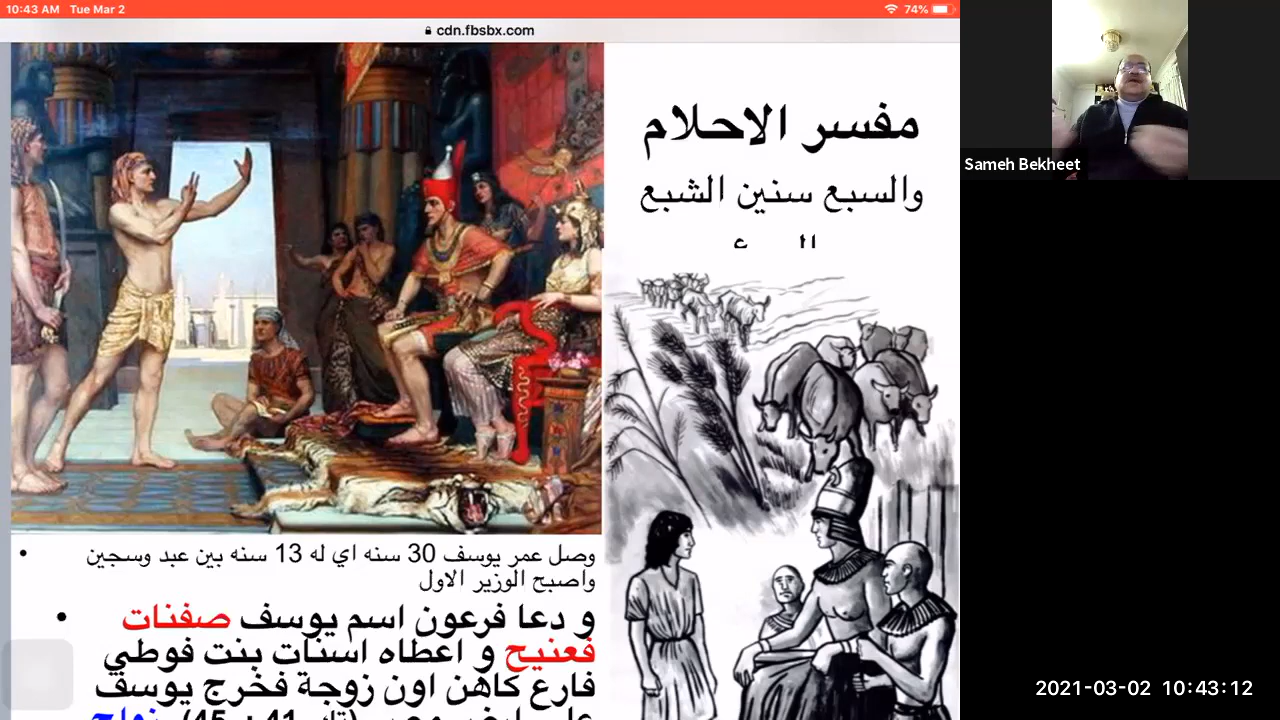 10:43 AM Tue Mar 2
74%
cdn.fbsbx.com
مفسر الاحلام
والسبع سنين الشبع
Sameh Bekheet
• وصل عمر يوسف 30 سنه اي له 13 سنه بين عبد وسجين
واصبح الوزير الاول
• و دعا فرعون اسم يوسف صفنات
فعنيح و اعطاه اسنات بنت فوطي
فارع كاهن اون زوجة فخرج يوسف
2021-03-02 10:43:12